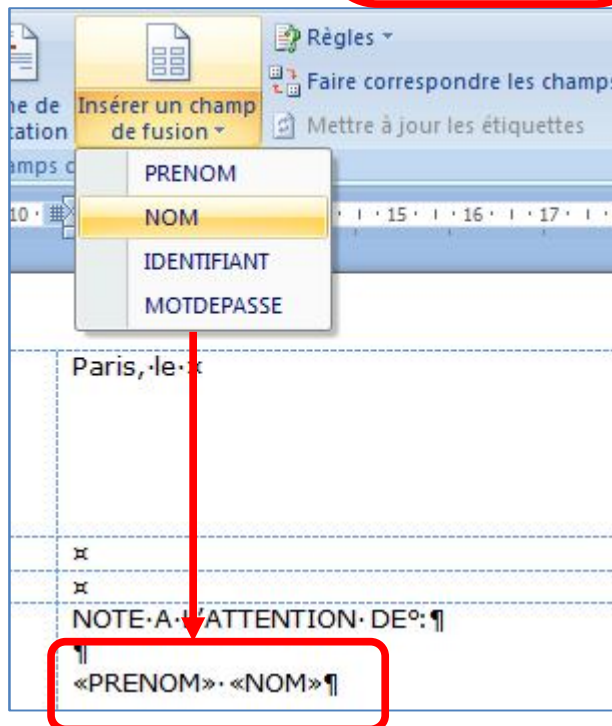 Règles
Faire correspondre les champs
Insérer un champ
de fusion
Mettre à jour les étiquettes
PRENOM
NOM
IDENTIFIANT
MOTDEPASSE
10 · 15 · 16 · 17 ·
Paris,·le·¤
¤
¤
NOTE·A·L'ATTENTION·DE°:¶
¶
«PRENOM»·«NOM»¶